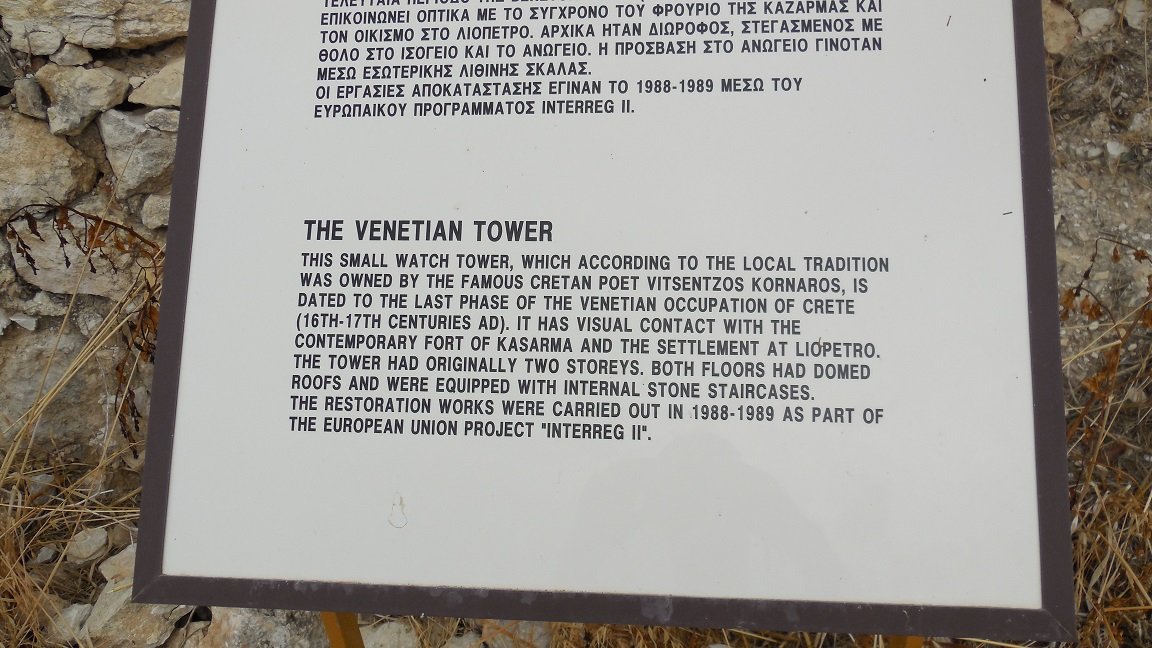 ΤΕΛΕΥΤΑΙΑ ΠΕΡΙΟΔΟ ΤΗΣ
ΕΠΙΚΟΙΝΩΝΕΙ ΟΠΤΙΚΑ ΜΕ ΤΟ ΣΥΓΧΡΟΝΟ ΤΟΥ ΦΡΟΥΡΙΟ ΤΗΣ ΚΑΖΑΡΜΑΣ ΚΑΙ
ΤΟΝ ΟΙΚΙΣΜΟ ΣΤΟ ΛΙΟΠΕΤΡΟ. ΑΡΧΙΚΑ ΗΤΑΝ ΔΙΩΡΟΦΟΣ, ΣΤΕΓΑΣΜΕΝΟΣ ΜΕ
ΘΟΛΟ ΣΤΟ ΙΣΟΓΕΙΟ ΚΑΙ ΤΟ ΑΝΩΓΕΙΟ. Η ΠΡΟΣΒΑΣΗ ΣΤΟ ΑΝΩΓΕΙΟ ΓΙΝΟΤΑΝ
ΜΕΣΩ ΕΣΩΤΕΡΙΚΗΣ ΛΙΘΙΝΗΣ ΣΚΑΛΑΣ.
ΟΙ ΕΡΓΑΣΙΕΣ ΑΠΟΚΑΤΑΣΤΑΣΗΣ ΕΓΙΝΑΝ ΤΟ 1988-1989 ΜΕΣΩ ΤΟΥ
ΕΥΡΩΠΑΙΚΟΥ ΠΡΟΓΡΑΜΜΑΤΟΣ INTERREG II.
THE VENETIAN TOWER
THIS SMALL WATCH TOWER, WHICH ACCORDING TO THE LOCAL TRADITION
WAS OWNED BY THE FAMOUS CRETAN POET VITSENTZOS KORNAROS, IS
DATED TO THE LAST PHASE OF THE VENETIAN OCCUPATION OF CRETE
(16TH-17TH CENTURIES AD). IT HAS VISUAL CONTACT WITH THE
CONTEMPORARY FORT OF KASARMA AND THE SETTLEMENT AT LIOPETRO.
THE TOWER HAD ORIGINALLY TWO STOREYS. BOTH FLOORS HAD DOMED
ROOFS AND WERE EQUIPPED WITH INTERNAL STONE STAIRCASES.
THE RESTORATION WORKS WERE CARRIED OUT IN 1988-1989 AS PART OF
THE EUROPEAN UNION PROJECT "INTERREG II".